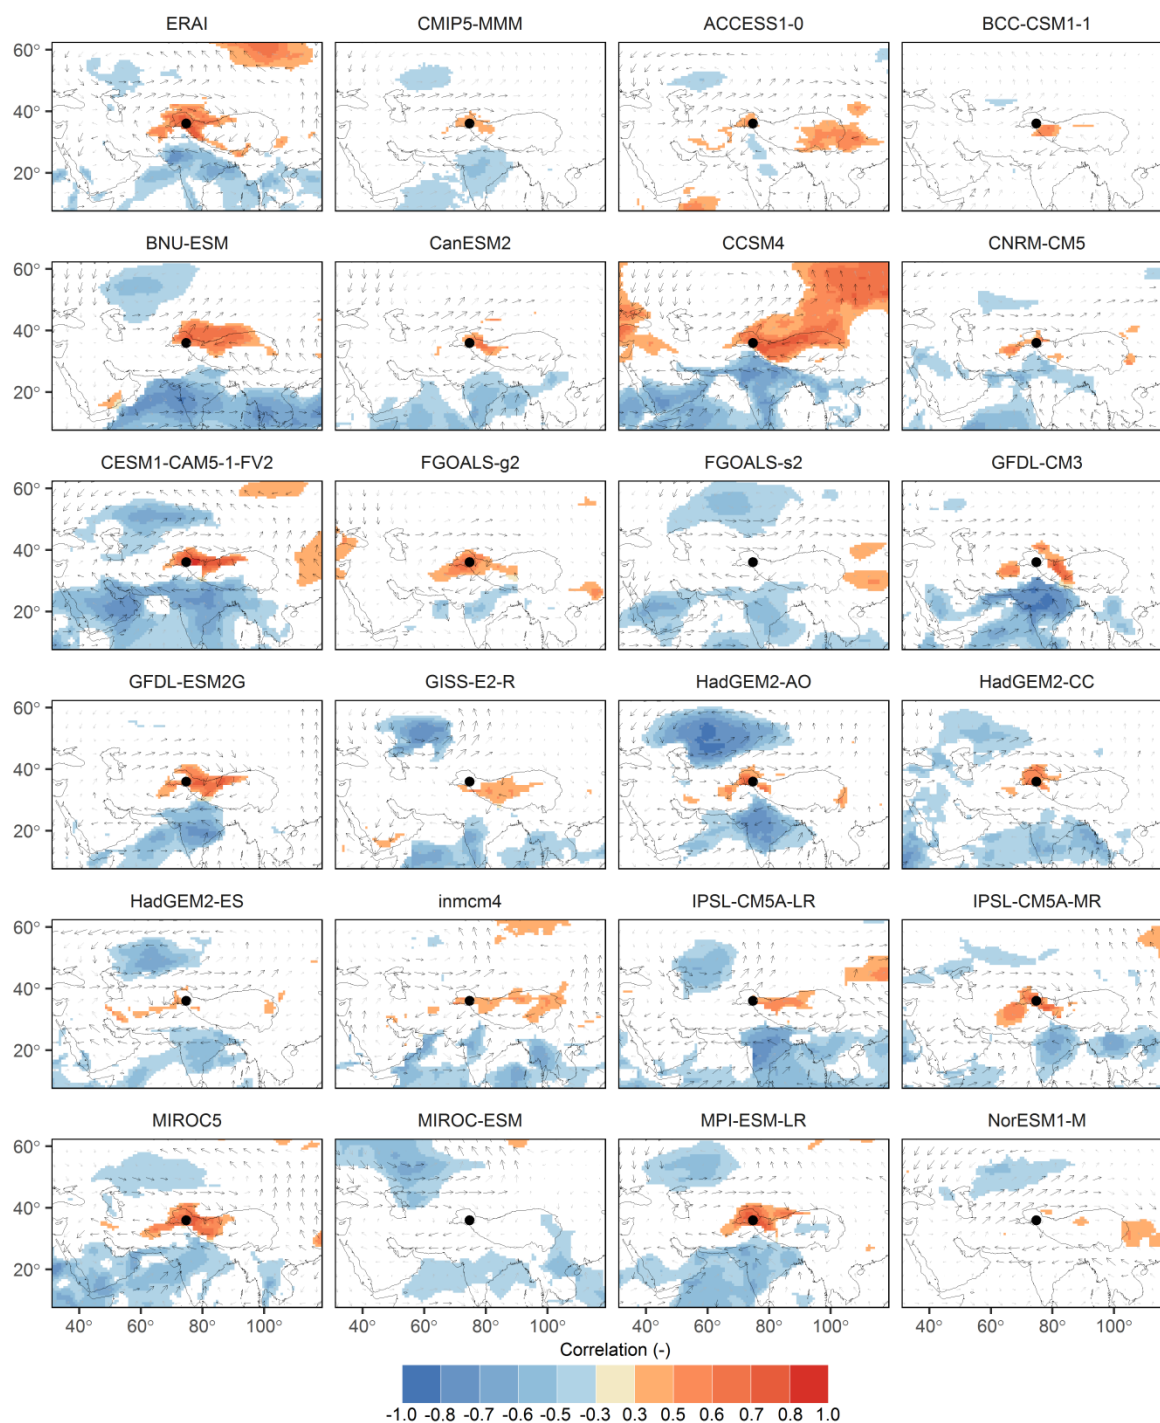 ERAI CMIP5-MMM ACCESS1-0 BCC-CSM1-1
60°
40°
20°
BNU-ESM CanESM2 CCSM4 CNRM-CM5
60°
40°
20°
CESM1-CAM5-1-FV2 FGOALS-g2 FGOALS-s2 GFDL-CM3
60°
40°
20°
GFDL-ESM2G GISS-E2-R HadGEM2-AO HadGEM2-CC
60°
40°
20°
HadGEM2-ES inmcm4 IPSL-CM5A-LR IPSL-CM5A-MR
60°
40°
20°
MIROC5 MIROC-ESM MPI-ESM-LR NorESM1-M
60°
40°
20°
40° 60° 80° 100° 40° 60° 80° 100° 40° 60° 80° 100° 40° 60° 80° 100°
Correlation (-)
-1.0 -0.8 -0.7 -0.6 -0.5 -0.3 0.3 0.5 0.6 0.7 0.8 1.0